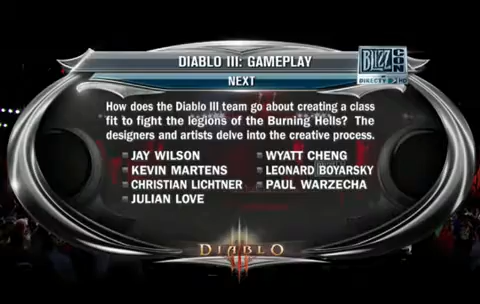 DIABLO III: GAMEPLAY
BLIZZ CON
NEXT
DIRECTV HD
How does the Diablo III team go about creating a class
fit to fight the legions of the Burning Hells? The
designers and artists delve into the creative process.
JAY WILSON
KEVIN MARTENS
CHRISTIAN LICHTNER
JULIAN LOVE
WYATT CHENG
LEONARD BOYARSKY
PAUL WARZECHA
DIABLO
III